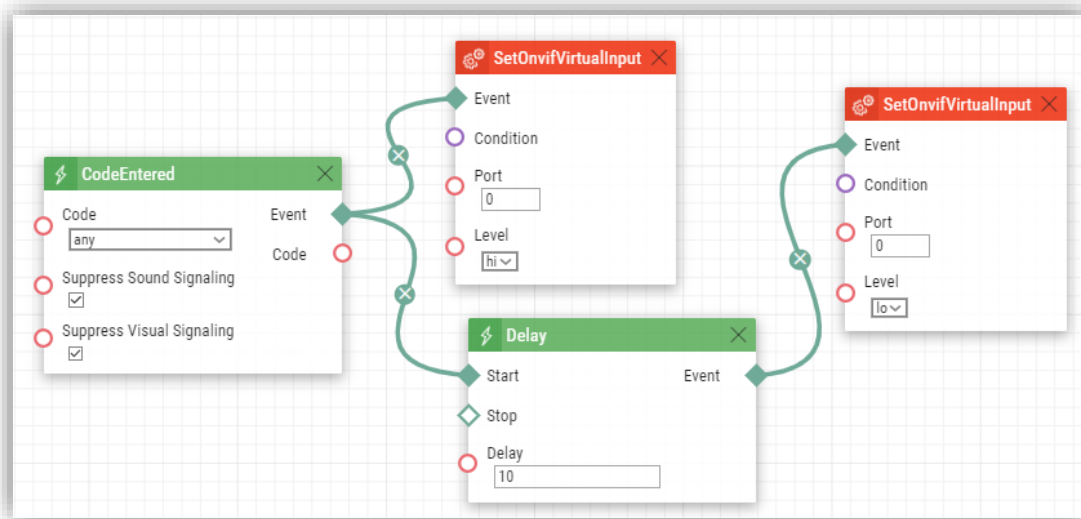 CodeEntered
Code
any
Event
Code
Suppress Sound Signaling
Suppress Visual Signaling
SetOnvifVirtualInput
Event
Condition
Port
0
Level
hi
Delay
Start
Event
Stop
Delay
10
SetOnvifVirtualInput
Event
Condition
Port
0
Level
lo